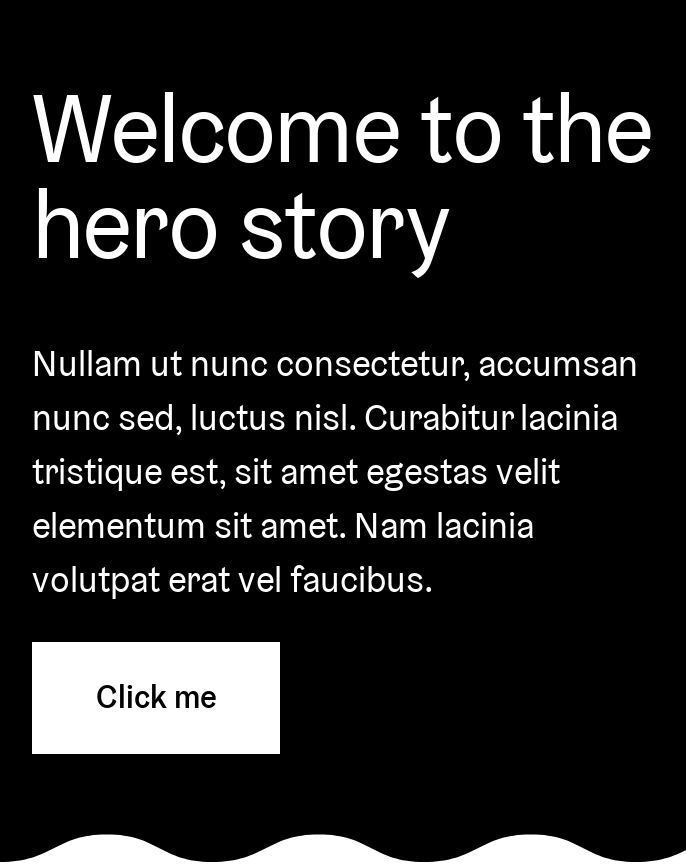 Welcome to the
hero story
Nullam ut nunc consectetur, accumsan
nunc sed, luctus nisl. Curabitur lacinia
tristique est, sit amet egestas velit
elementum sit amet. Nam lacinia
volutpat erat vel faucibus.
Click me